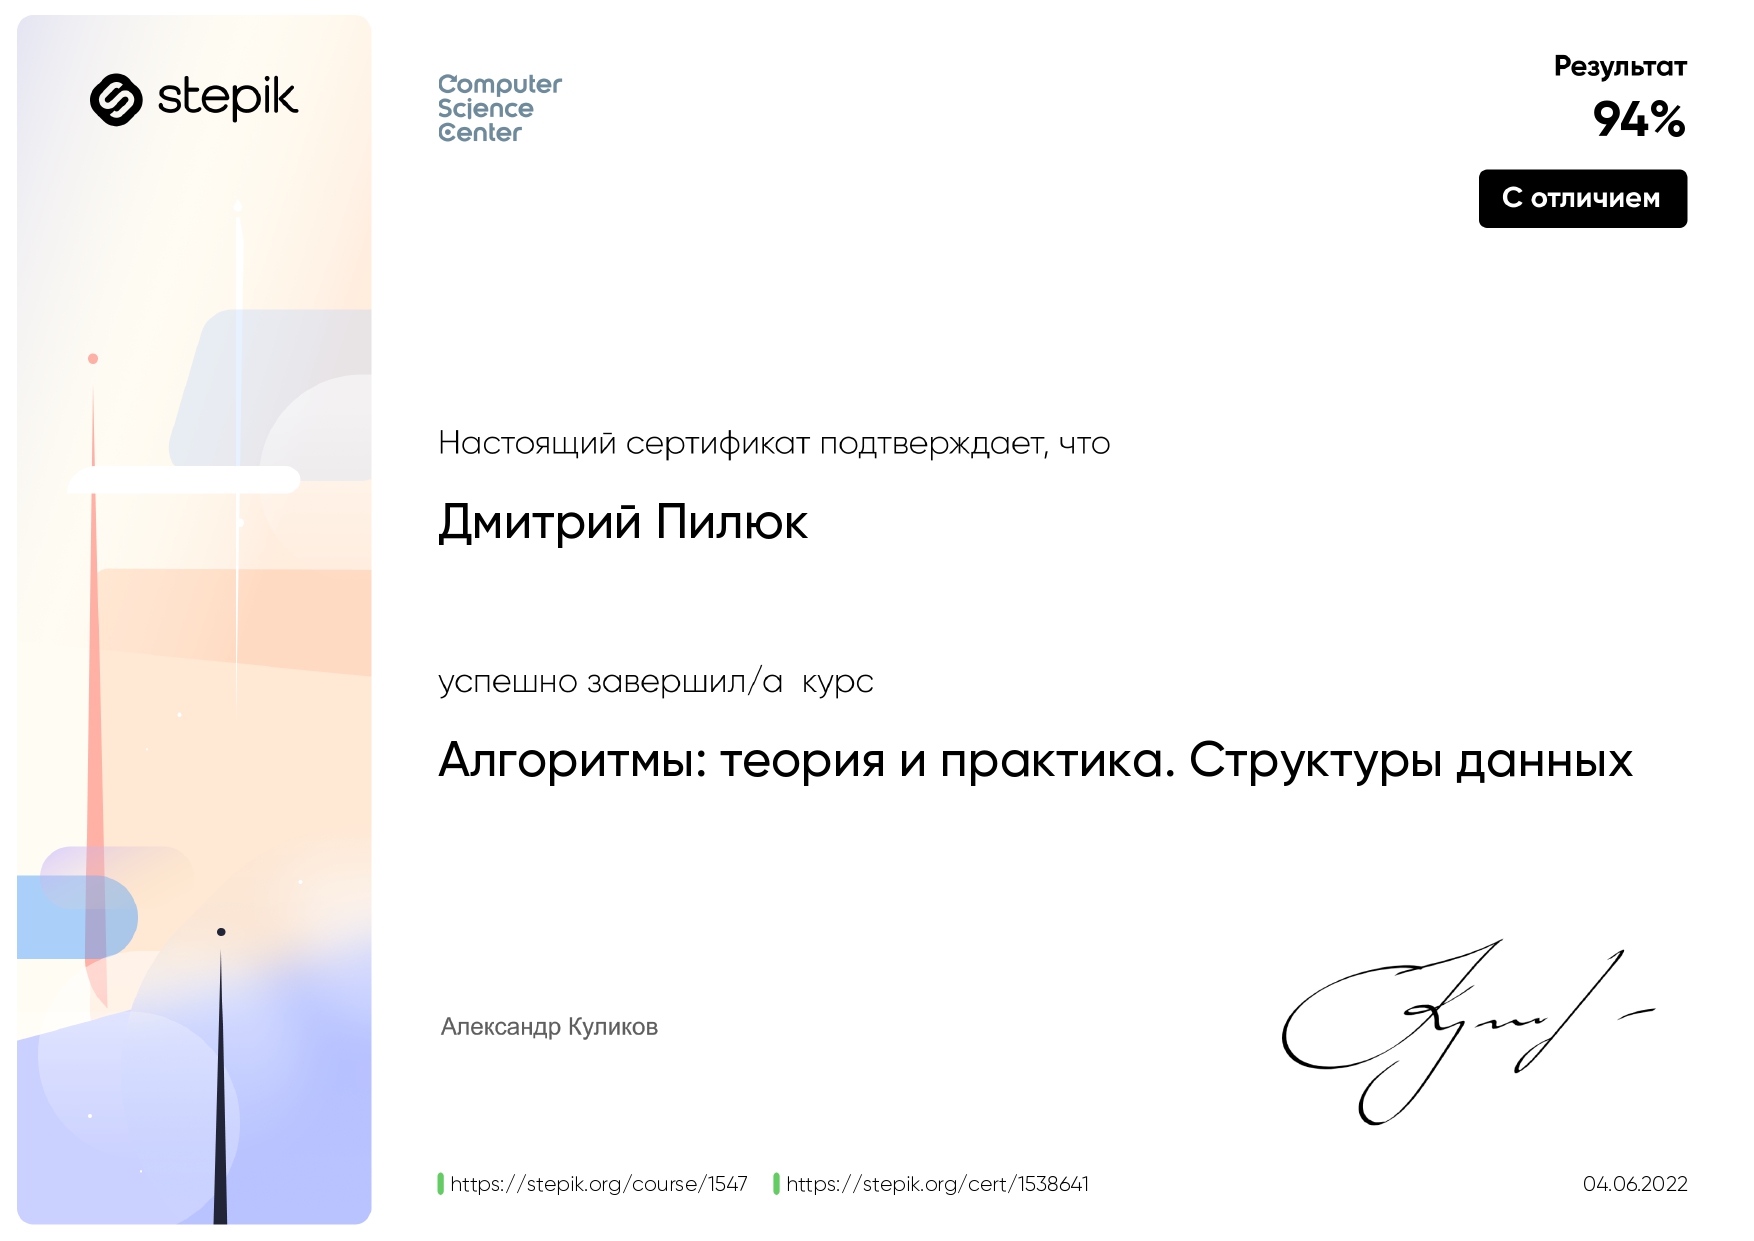 stepik
Computer
Science
Center
Результат
94%
С отличием
Настоящий сертификат подтверждает, что
Дмитрий Пилюк
успешно завершил/а курс
Алгоритмы: теория и практика. Структуры данных
Александр Куликов
https://stepik.org/course/1547 https://stepik.org/cert/1538641 04.06.2022